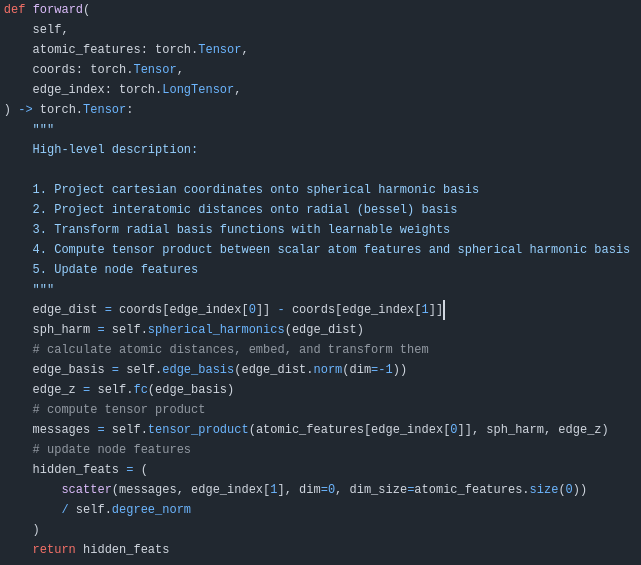 def forward(
    self,
    atomic_features: torch.Tensor,
    coords: torch.Tensor,
    edge_index: torch.LongTensor,
) -> torch.Tensor:
    """
    High-level description:

    1. Project cartesian coordinates onto spherical harmonic basis
    2. Project interatomic distances onto radial (bessel) basis
    3. Transform radial basis functions with learnable weights
    4. Compute tensor product between scalar atom features and spherical harmonic basis
    5. Update node features
    """
    edge_dist = coords[edge_index[0]] - coords[edge_index[1]]
    sph_harm = self.spherical_harmonics(edge_dist)
    # calculate atomic distances, embed, and transform them
    edge_basis = self.edge_basis(edge_dist.norm(dim=-1))
    edge_z = self.fc(edge_basis)
    # compute tensor product
    messages = self.tensor_product(atomic_features[edge_index[0]], sph_harm, edge_z)
    # update node features
    hidden_feats = (
        scatter(messages, edge_index[1], dim=0, dim_size=atomic_features.size(0))
        / self.degree_norm
    )
    return hidden_feats